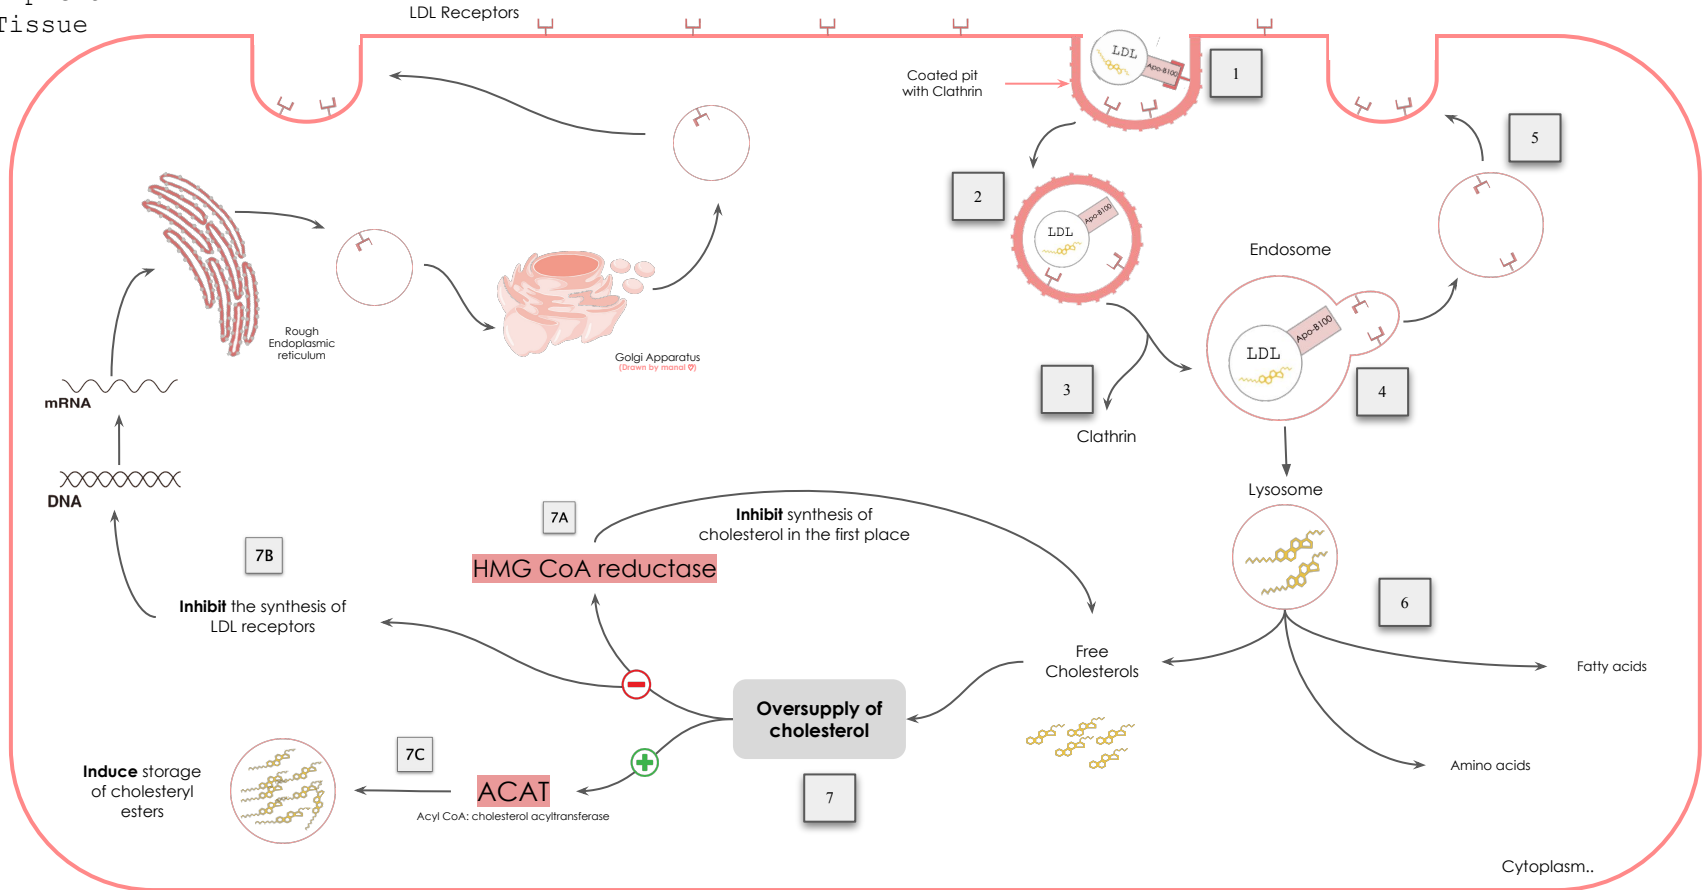 Tissue
LDL Receptors
LDL
Apo-B100
1
Coated pit
with Clathrin
5
2
Apo-B100
LDL
Endosome
Rough
Endoplasmic
reticulum
Golgi Apparatus
(Drawn by manal ♡)
Apo-B100
LDL
3
4
mRNA
Clathrin
DNA
Lysosome
7A
Inhibit synthesis of
cholesterol in the first place
7B
HMG CoA reductase
6
Inhibit the synthesis of
LDL receptors
Free
Cholesterols
Fatty acids
Oversupply of
cholesterol
7C
Induce storage
of cholesteryl
esters
ACAT
Acyl CoA: cholesterol acyltransferase
Amino acids
7
Cytoplasm..